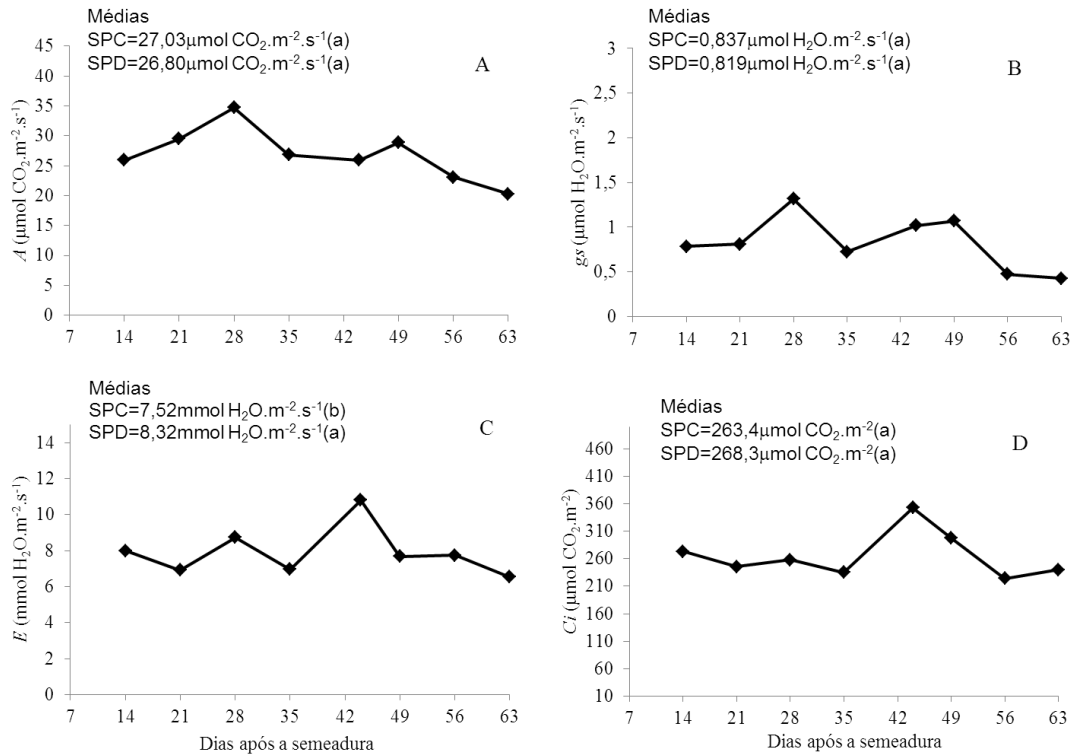 Médias
SPC=27,03µmol CO₂.m⁻².s⁻¹(a)
SPD=26,80µmol CO₂.m⁻².s⁻¹(a)
A
45
40
35
30
25
20
15
10
5
0
A (µmol CO₂.m⁻².s⁻¹)
7 14 21 28 35 42 49 56 63
Médias
SPC=0,837µmol H₂O.m⁻².s⁻¹(a)
SPD=0,819µmol H₂O.m⁻².s⁻¹(a)
B
3
2,5
2
1,5
1
0,5
0
gs (µmol H₂O.m⁻².s⁻¹)
7 14 21 28 35 42 49 56 63
Médias
SPC=7,52mmol H₂O.m⁻².s⁻¹(b)
SPD=8,32mmol H₂O.m⁻².s⁻¹(a)
C
14
12
10
8
6
4
2
0
E (mmol H₂O.m⁻².s⁻¹)
7 14 21 28 35 42 49 56 63
Dias após a semeadura
Médias
SPC=263,4µmol CO₂.m⁻²(a)
SPD=268,3µmol CO₂.m⁻²(a)
D
460
410
360
310
260
210
160
110
60
10
Ci (µmol CO₂.m⁻²)
7 14 21 28 35 42 49 56 63
Dias após a semeadura